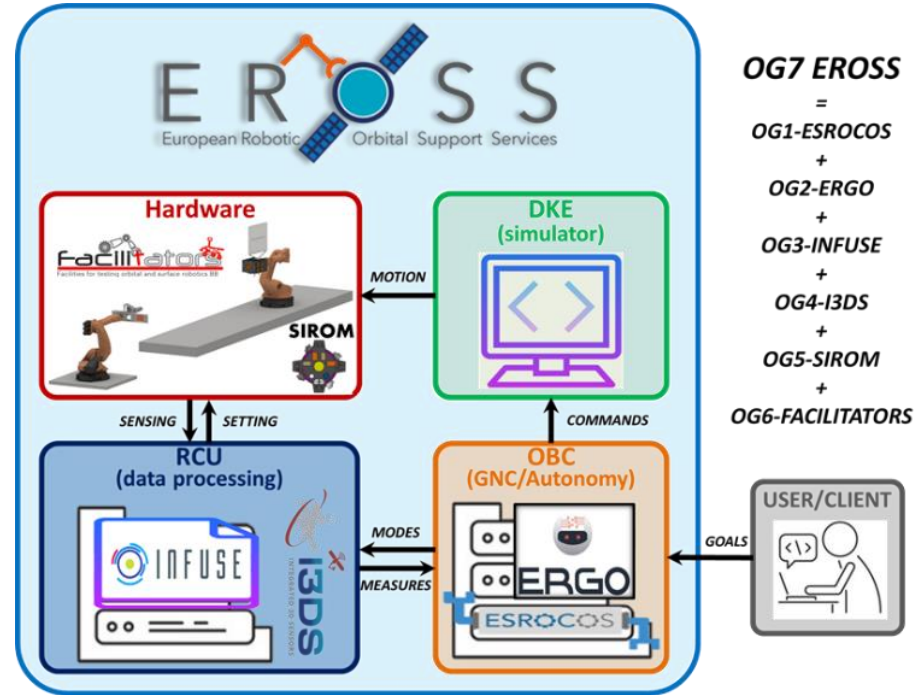 EROSS
European Robotic Orbital Support Services
OG7 EROSS
=
OG1-ESROCOS
+
OG2-ERGO
+
OG3-INFUSE
+
OG4-I3DS
+
OG5-SIROM
+
OG6-FACILITATORS
Hardware
Facilitators
Facilities for testing orbital and surface robotics BB
SIROM
MOTION
DKE
(simulator)
< >
SENSING
SETTING
COMMANDS
RCU
(data processing)
INFUSE
I3DS
INTEGRATED 3D SENSORS
MODES
MEASURES
OBC
(GNC/Autonomy)
ERGO
ESROCOS
GOALS
USER/CLIENT
</>